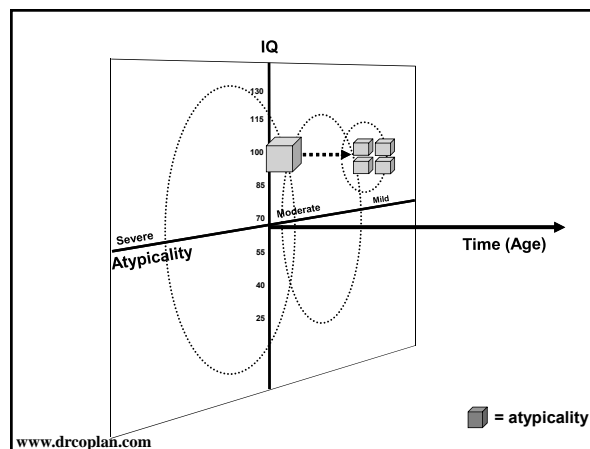 IQ
130
115
100
85
Mild
Moderate
70
Severe
Atypicality
Time (Age)
55
40
25
= atypicality
www.drcoplan.com